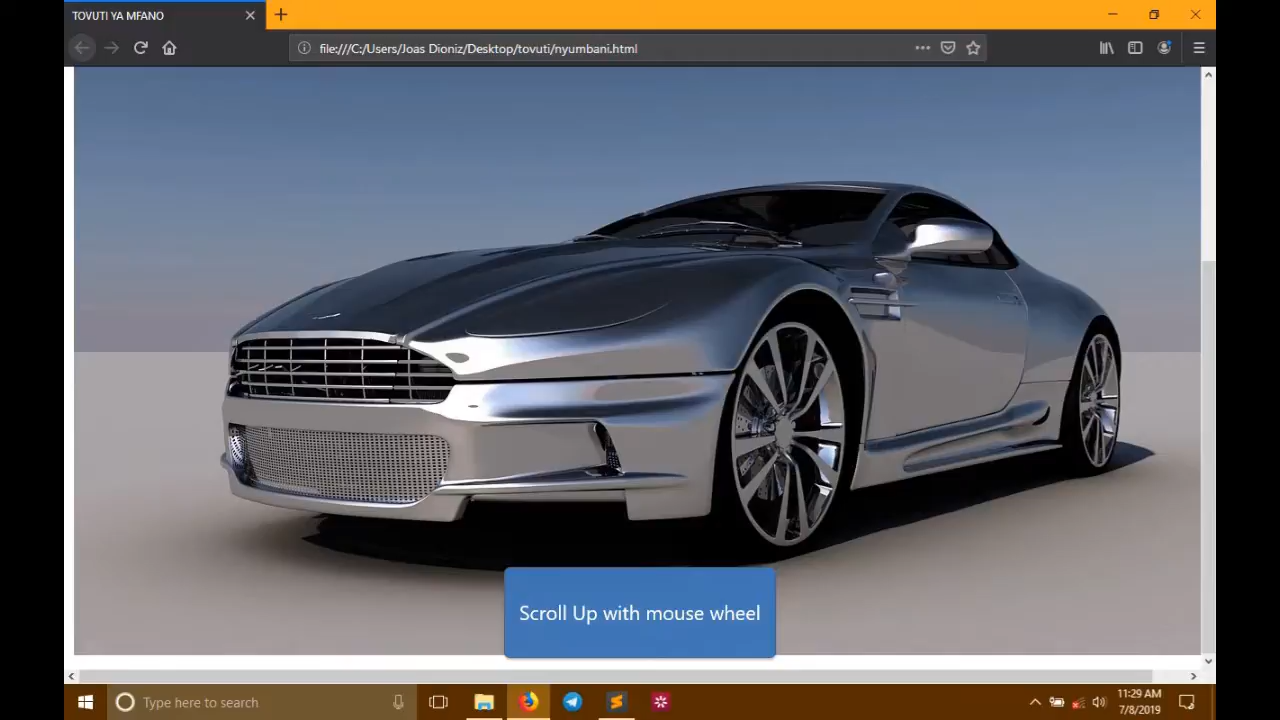 TOVUTI YA MFANO
file:///C:/Users/Joas Dioniz/Desktop/tovuti/nyumbani.html
Scroll Up with mouse wheel
Type here to search
11:29 AM
7/8/2019